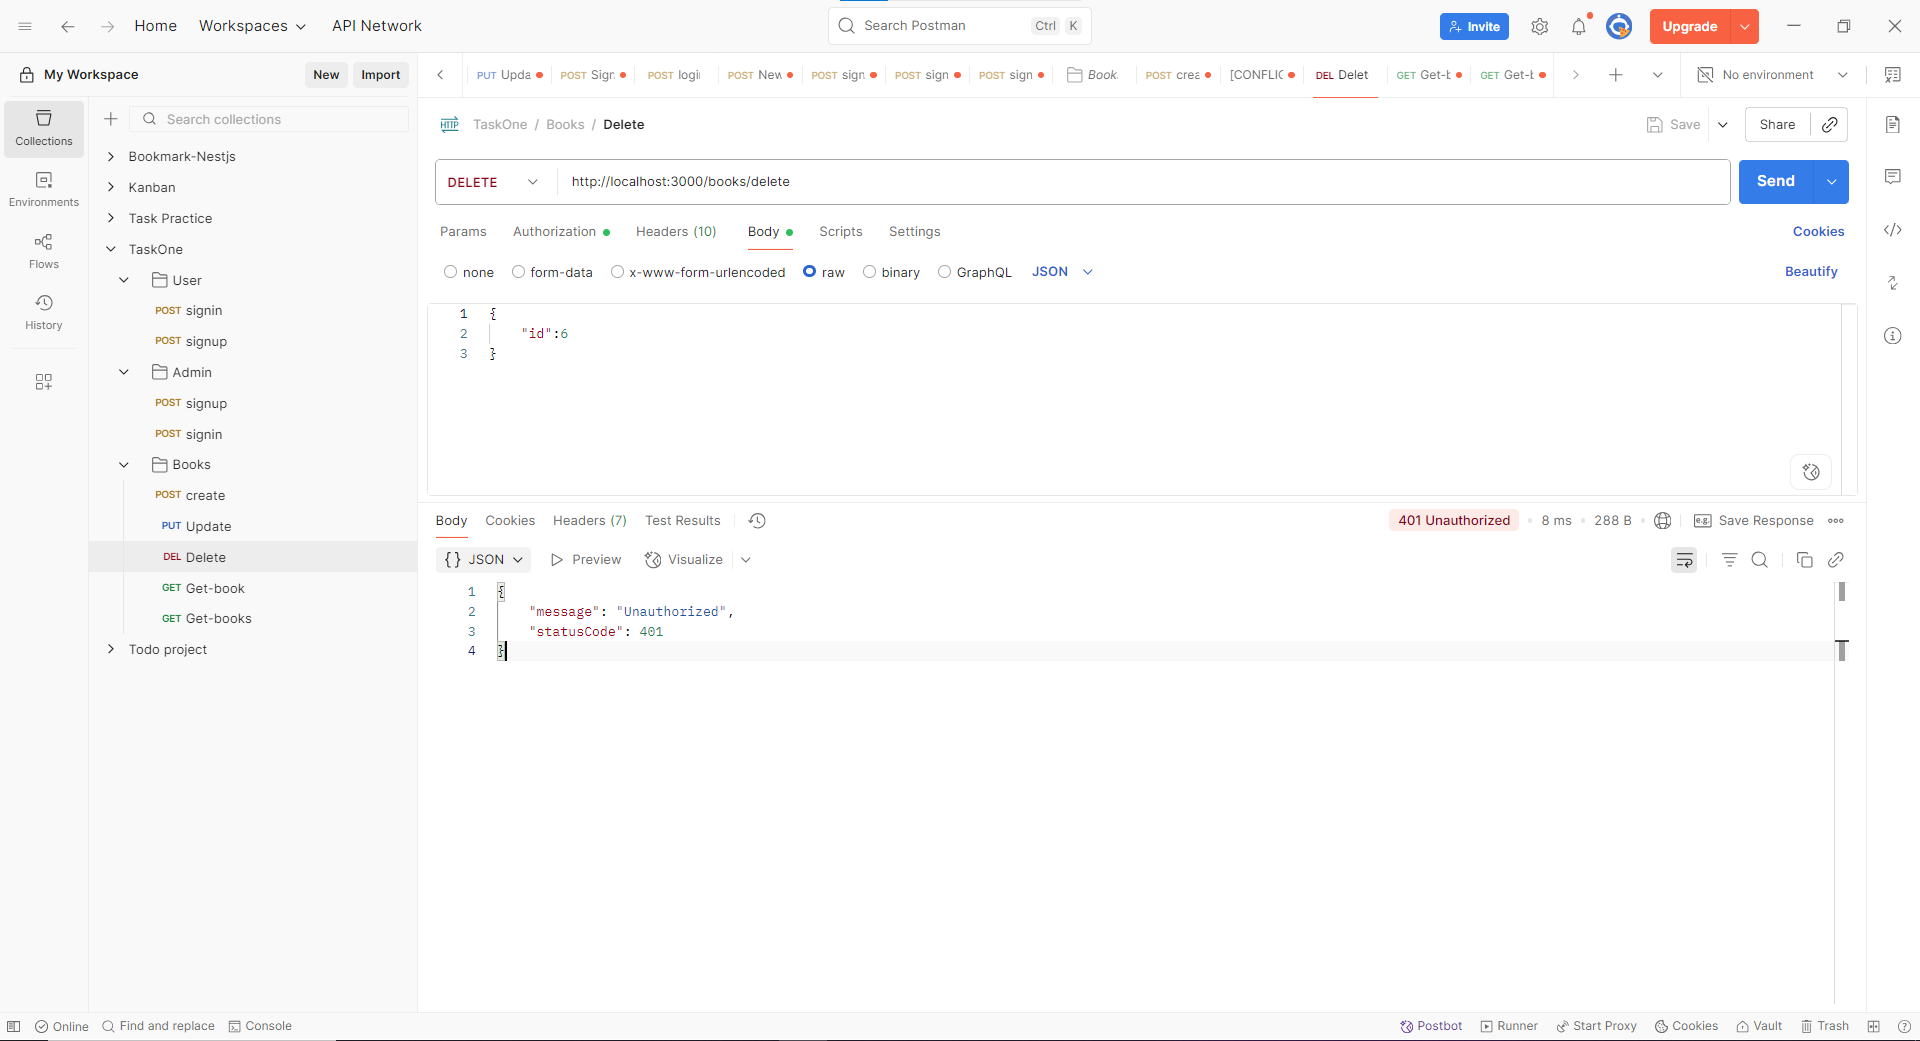 Home Workspaces API Network Search Postman Ctrl K Invite Upgrade
My Workspace New Import PUT Upda POST Sign POST logi POST New POST sign POST sign POST sign Book POST crea [CONFLIC DEL Delet GET Get-b GET Get-b No environment
Collections
Environments
Flows
History
Search collections
Bookmark-Nestjs
Kanban
Task Practice
TaskOne
User
POST signin
POST signup
Admin
POST signup
POST signin
Books
POST create
PUT Update
DEL Delete
GET Get-book
GET Get-books
Todo project
HTTP TaskOne / Books / Delete Save Share
DELETE http://localhost:3000/books/delete Send
Params Authorization Headers (10) Body Scripts Settings Cookies
none form-data x-www-form-urlencoded raw binary GraphQL JSON Beautify
1 {
2 "id":6
3 }
Body Cookies Headers (7) Test Results 401 Unauthorized 8 ms 288 B e.g. Save Response
{} JSON Preview Visualize
1 {
2 "message": "Unauthorized",
3 "statusCode": 401
4 }
Online Find and replace Console Postbot Runner Start Proxy Cookies Vault Trash